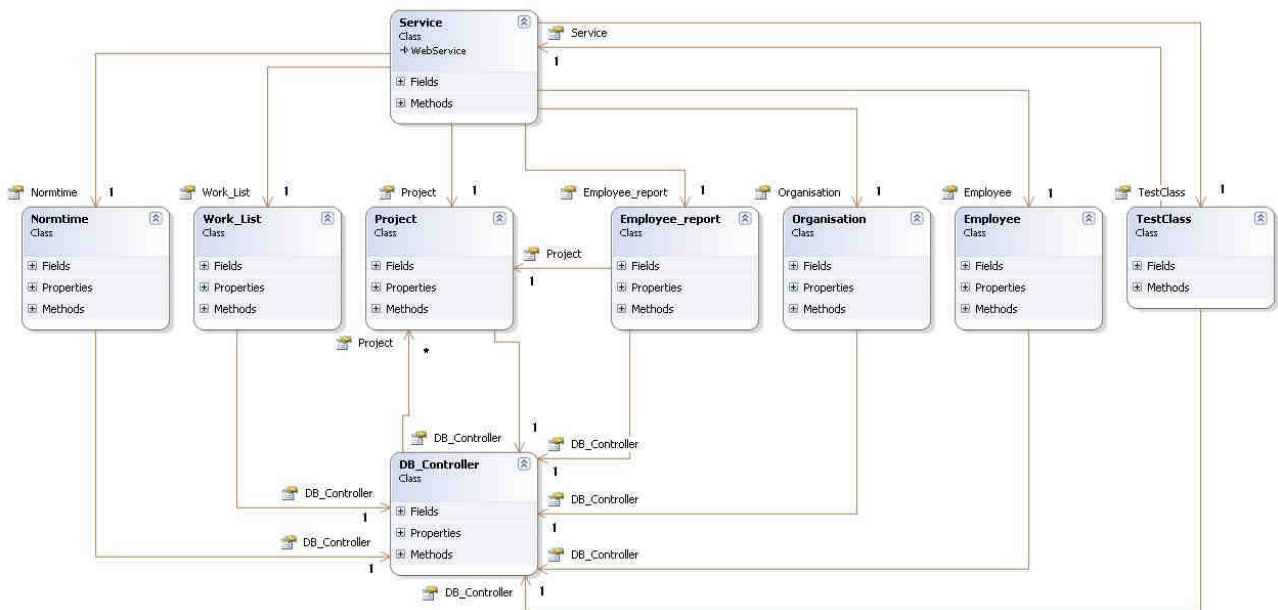 Service
Class
WebService
Fields
Methods
Service
1
Normtime
1
Work_List
1
Project
1
Employee_report
1
Organisation
1
Employee
1
TestClass
1
Normtime
Class
Fields
Properties
Methods
Work_List
Class
Fields
Properties
Methods
Project
Class
Fields
Properties
Methods
Project
1
Employee_report
Class
Fields
Properties
Methods
Organisation
Class
Fields
Properties
Methods
Employee
Class
Fields
Properties
Methods
TestClass
Class
Fields
Methods
Project
*
DB_Controller
1
DB_Controller
1
DB_Controller
Class
Fields
Properties
Methods
DB_Controller
1
DB_Controller
1
DB_Controller
1
DB_Controller
1
DB_Controller
1